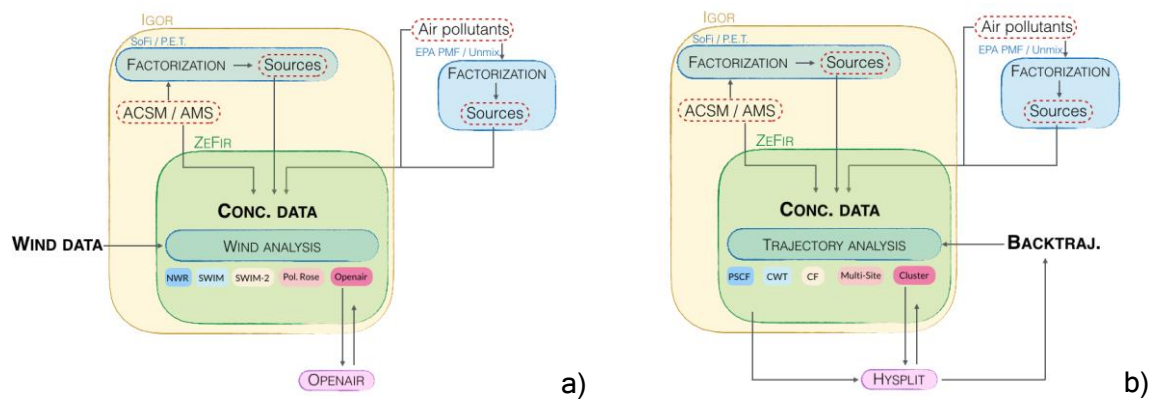 IGOR
SoFi / P.E.T.
FACTORIZATION
Sources
ACSM / AMS
Air pollutants
EPA PMF / Unmix
FACTORIZATION
Sources
ZEFIR
CONC. DATA
WIND DATA
WIND ANALYSIS
NWR SWIM SWIM-2 Pol. Rose Openair
OPENAIR
a)
IGOR
SoFi / P.E.T.
FACTORIZATION
Sources
ACSM / AMS
Air pollutants
EPA PMF / Unmix
FACTORIZATION
Sources
ZEFIR
CONC. DATA
TRAJECTORY ANALYSIS
BACKTRAJ.
PSCF CWT CF Multi-Site Cluster
HYSPLIT
b)